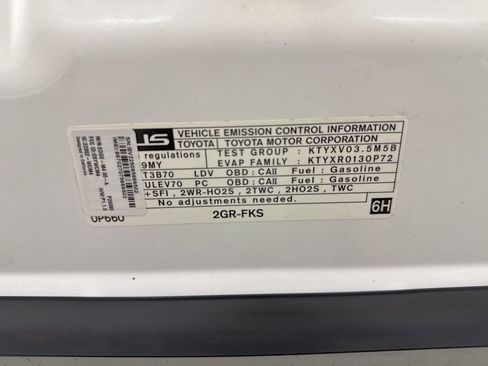 US VEHICLE EMISSION CONTROL INFORMATION
TOYOTA TOYOTA MOTOR CORPORATION
regulations TEST GROUP : KTYXV03.5M5B
9MY EVAP FAMILY : KTYXR0130P72
T3B70 LDV OBD : CAII Fuel : Gasoline
ULEV70 PC OBD : CAII Fuel : Gasoline
+SFI , 2WR-HO2S , 2TWC , 2HO2S , TWC
No adjustments needed.
0P660 2GR-FKS 6H